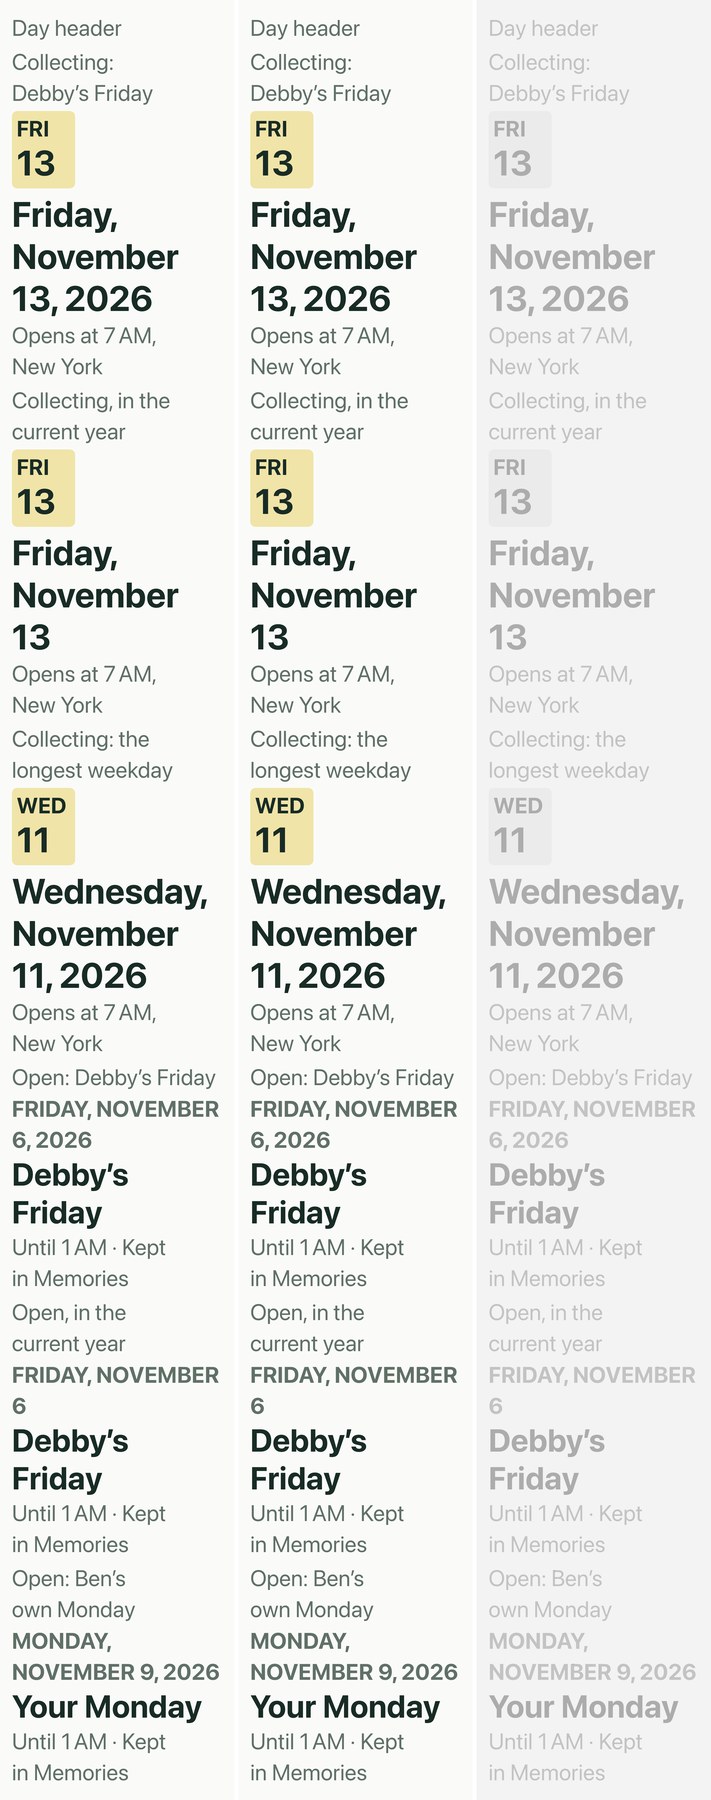 Day header
Collecting:
Debby’s Friday
FRI
13
Friday,
November
13, 2026
Opens at 7 AM,
New York
Collecting, in the
current year
FRI
13
Friday,
November
13
Opens at 7 AM,
New York
Collecting: the
longest weekday
WED
11
Wednesday,
November
11, 2026
Opens at 7 AM,
New York
Open: Debby’s Friday
FRIDAY, NOVEMBER
6, 2026
Debby’s
Friday
Until 1 AM · Kept
in Memories
Open, in the
current year
FRIDAY, NOVEMBER
6
Debby’s
Friday
Until 1 AM · Kept
in Memories
Open: Ben’s
own Monday
MONDAY,
NOVEMBER 9, 2026
Your Monday
Until 1 AM · Kept
in Memories
Day header
Collecting:
Debby’s Friday
FRI
13
Friday,
November
13, 2026
Opens at 7 AM,
New York
Collecting, in the
current year
FRI
13
Friday,
November
13
Opens at 7 AM,
New York
Collecting: the
longest weekday
WED
11
Wednesday,
November
11, 2026
Opens at 7 AM,
New York
Open: Debby’s Friday
FRIDAY, NOVEMBER
6, 2026
Debby’s
Friday
Until 1 AM · Kept
in Memories
Open, in the
current year
FRIDAY, NOVEMBER
6
Debby’s
Friday
Until 1 AM · Kept
in Memories
Open: Ben’s
own Monday
MONDAY,
NOVEMBER 9, 2026
Your Monday
Until 1 AM · Kept
in Memories
Day header
Collecting:
Debby’s Friday
FRI
13
Friday,
November
13, 2026
Opens at 7 AM,
New York
Collecting, in the
current year
FRI
13
Friday,
November
13
Opens at 7 AM,
New York
Collecting: the
longest weekday
WED
11
Wednesday,
November
11, 2026
Opens at 7 AM,
New York
Open: Debby’s Friday
FRIDAY, NOVEMBER
6, 2026
Debby’s
Friday
Until 1 AM · Kept
in Memories
Open, in the
current year
FRIDAY, NOVEMBER
6
Debby’s
Friday
Until 1 AM · Kept
in Memories
Open: Ben’s
own Monday
MONDAY,
NOVEMBER 9, 2026
Your Monday
Until 1 AM · Kept
in Memories